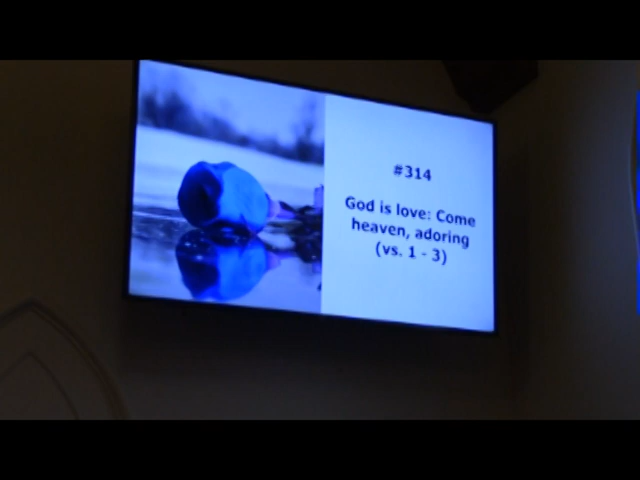 #314
God is love: Come
heaven, adoring
(vs. 1 - 3)